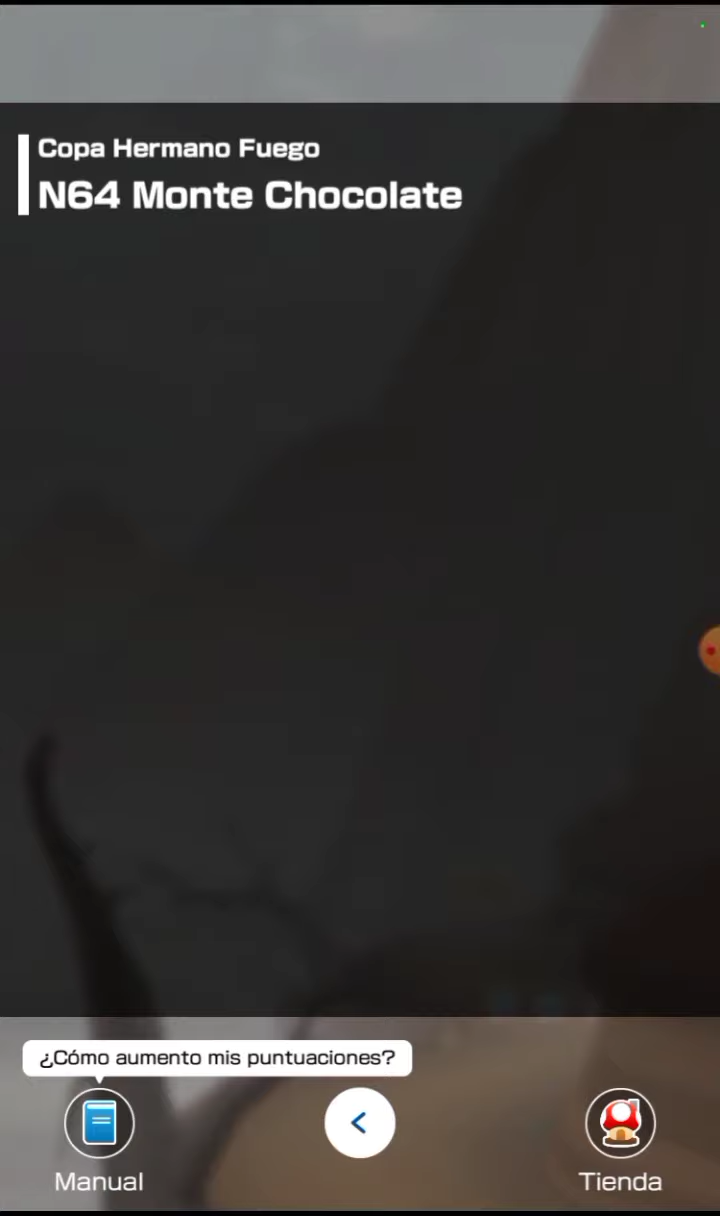 Copa Hermano Fuego
N64 Monte Chocolate
¿Cómo aumento mis puntuaciones?
Manual
Tienda